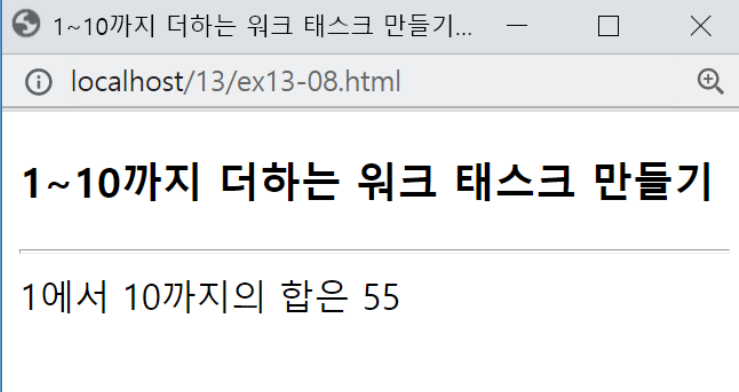 1~10까지 더하는 워크 태스크 만들기...
localhost/13/ex13-08.html
1~10까지 더하는 워크 태스크 만들기
1에서 10까지의 합은 55